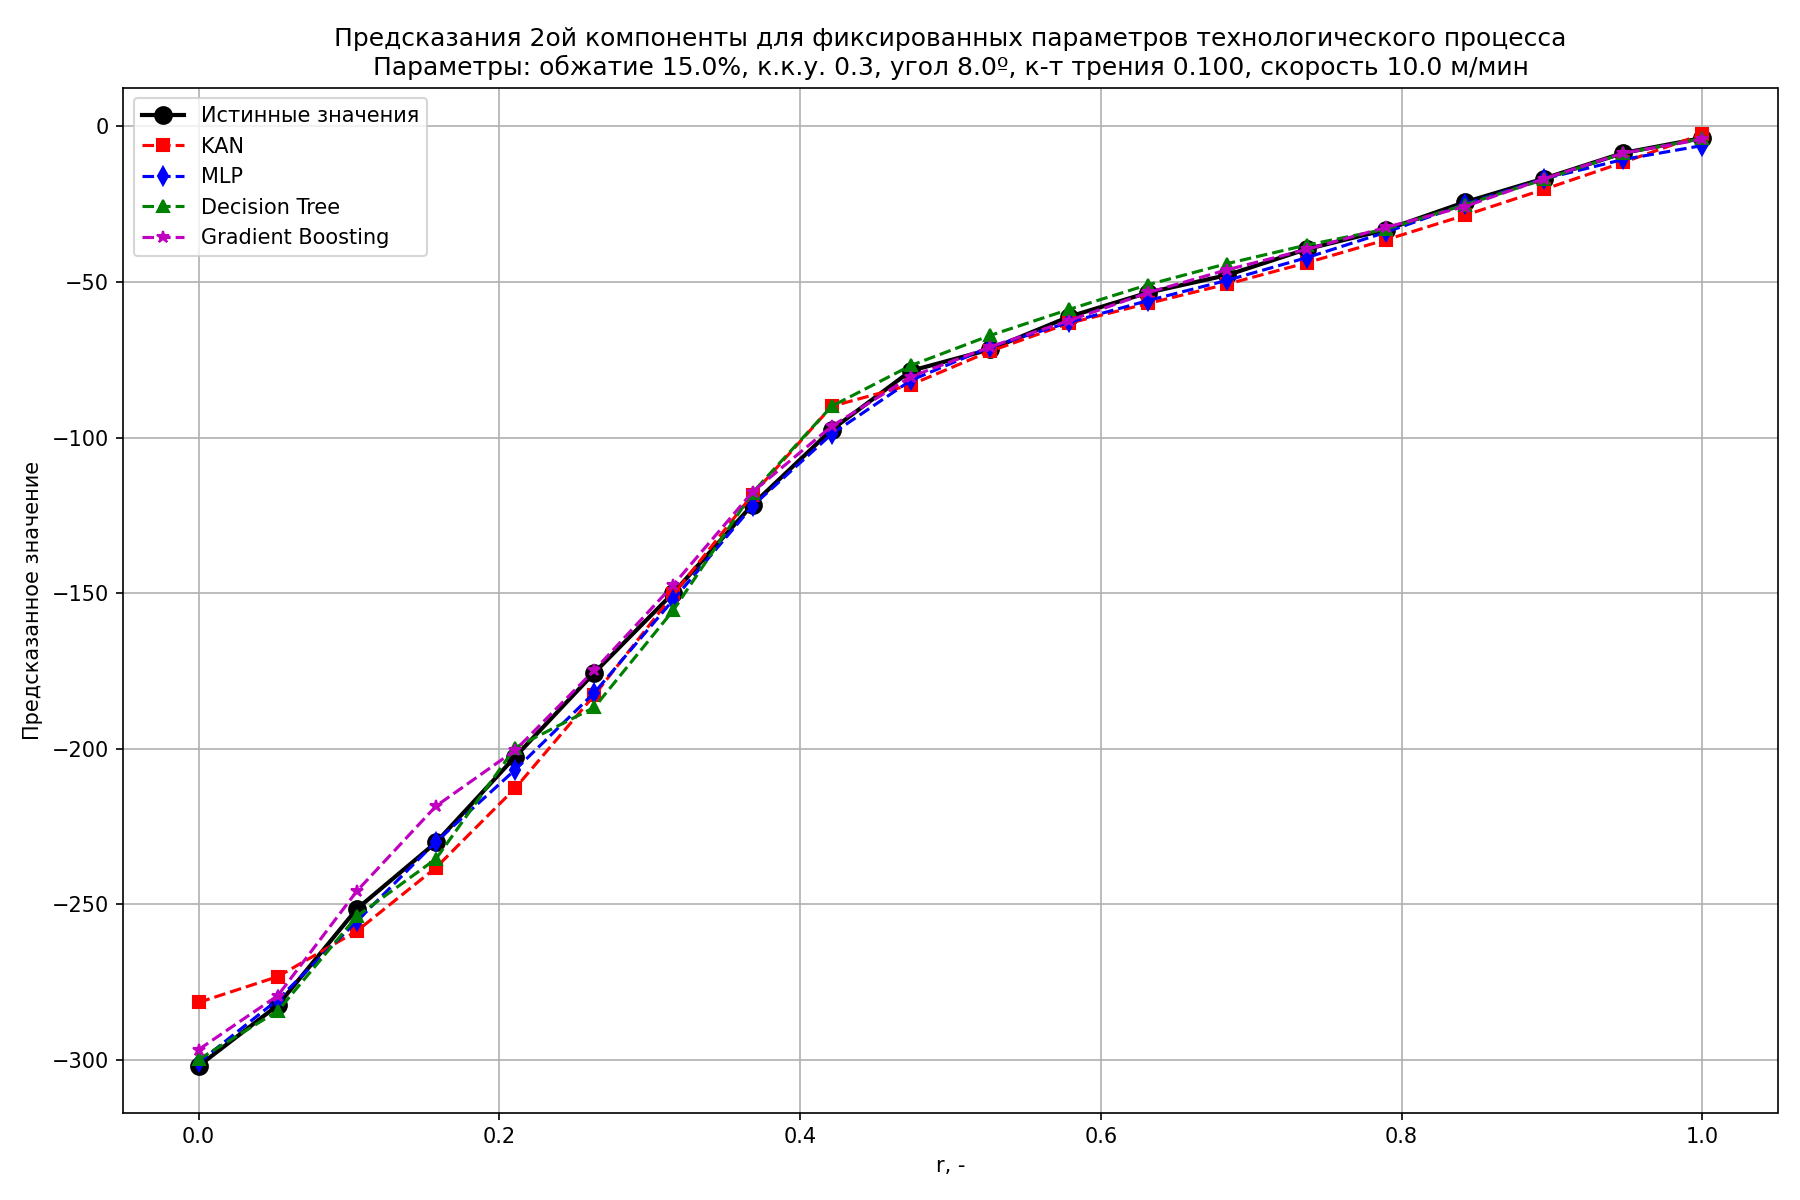 Предсказания 2ой компоненты для фиксированных параметров технологического процесса
Параметры: обжатие 15.0%, к.к.у. 0.3, угол 8.0º, к-т трения 0.100, скорость 10.0 м/мин
Истинные значения
KAN
MLP
Decision Tree
Gradient Boosting
Предсказанное значение
0
−50
−100
−150
−200
−250
−300
0.0
0.2
0.4
0.6
0.8
1.0
r, -